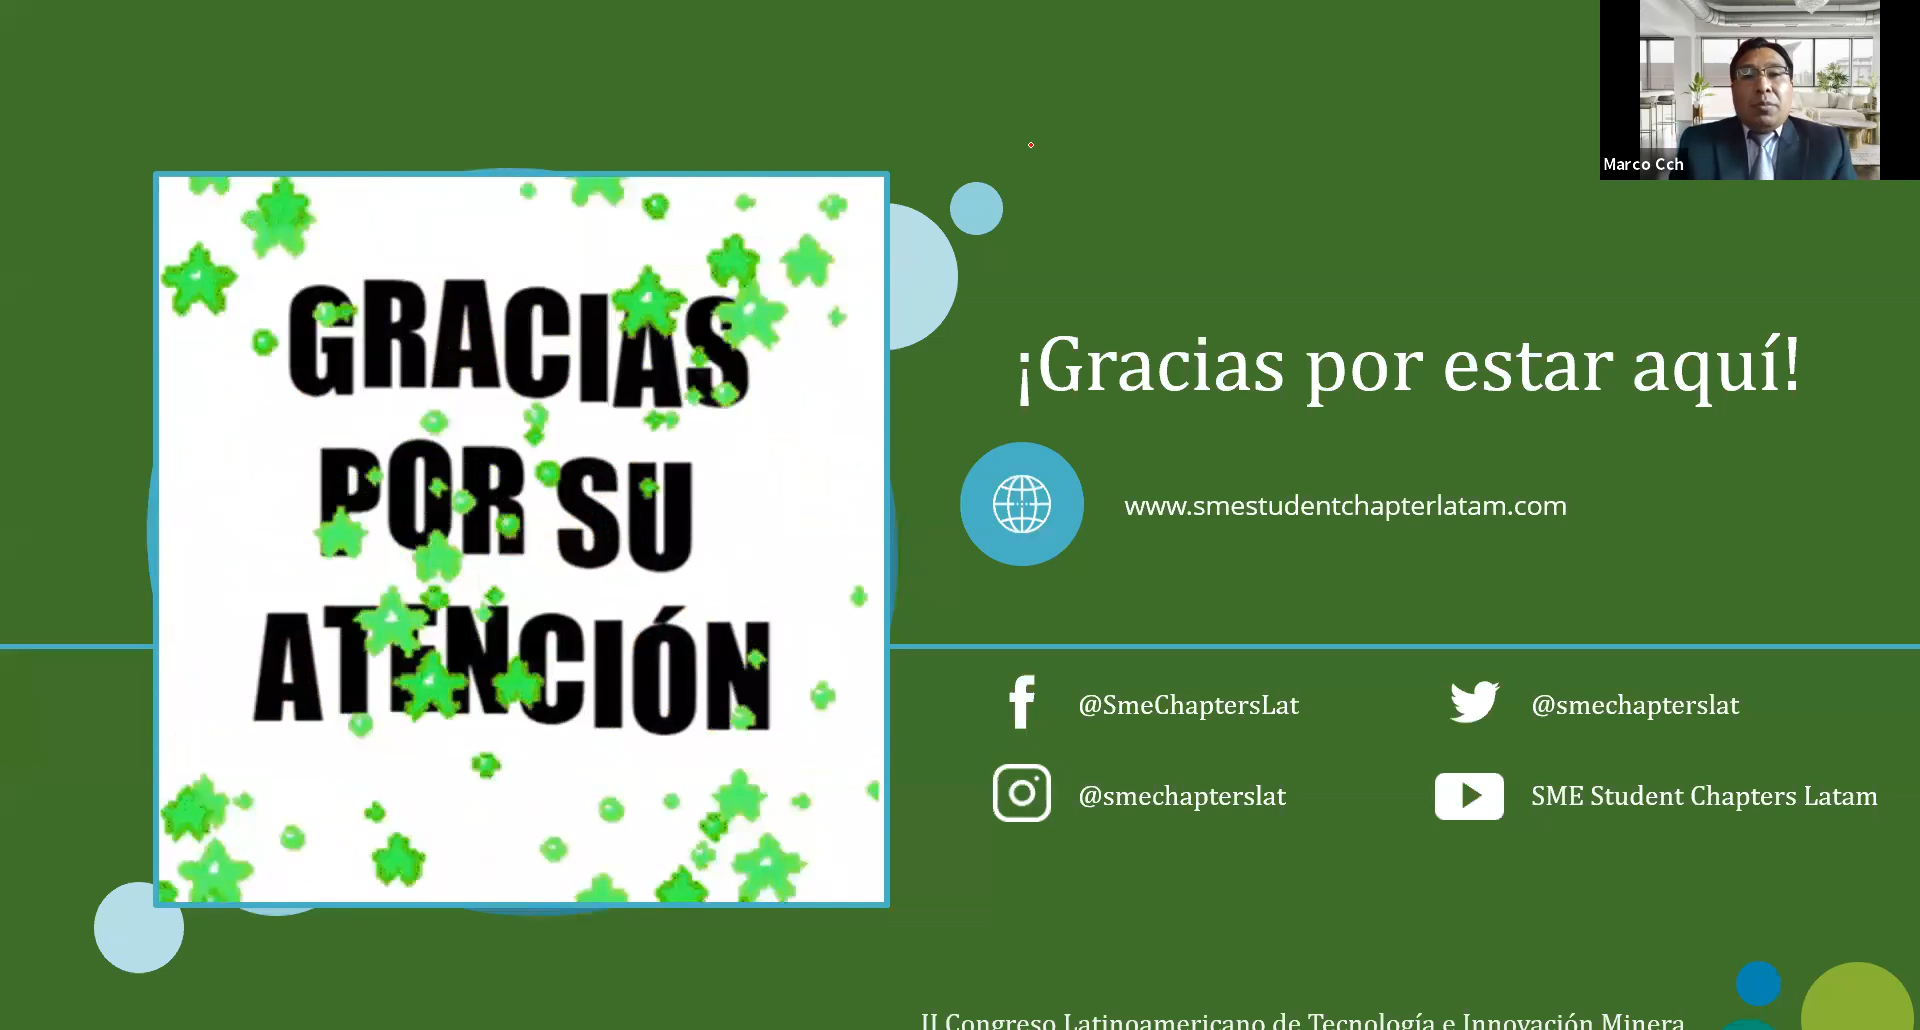 Marco Cch
GRACIAS
POR SU
ATENCIÓN
¡Gracias por estar aquí!
www.smestudentchapterlatam.com
@SmeChaptersLat
@smechapterslat
@smechapterslat
SME Student Chapters Latam
II Congreso Latinoamericano de Tecnología e Innovación Minera